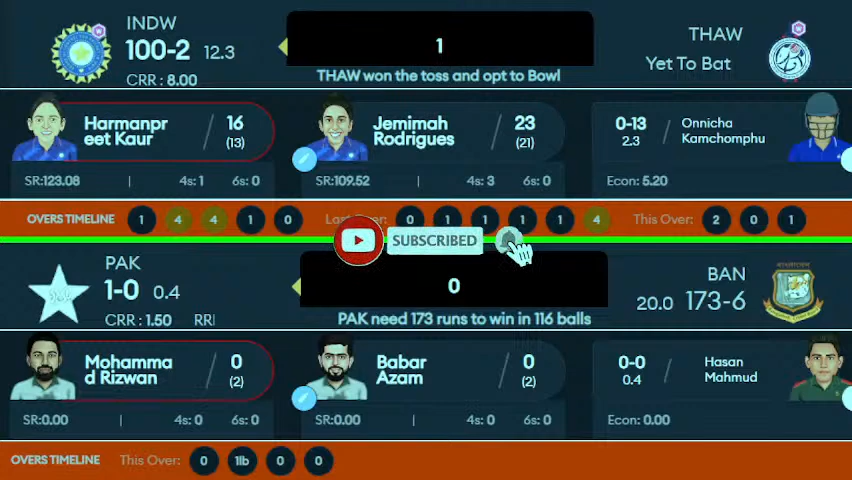 INDW
100-2 12.3
CRR : 8.00
1
THAW won the toss and opt to Bowl
THAW
Yet To Bat
Harmanpr
eet Kaur
16
(13)
SR:123.08 | 4s: 1 6s: 0
Jemimah
Rodrigues
23
(21)
SR:109.52 4s: 3 6s: 0
0-13
2.3
Onnicha
Kamchomphu
Econ: 5.20
OVERS TIMELINE 1 4 4 1 0 0 1 1 1 1 4 This Over: 2 0 1
SUBSCRIBED
PAK
1-0 0.4
CRR : 1.50
0
PAK need 173 runs to win in 116 balls
BAN
20.0 173-6
Mohamma
d Rizwan
0
(2)
SR:0.00 | 4s: 0 6s: 0
Babar
Azam
0
(2)
SR:0.00 4s: 0 6s: 0
0-0
0.4
Hasan
Mahmud
Econ: 0.00
OVERS TIMELINE This Over: 0 1lb 0 0